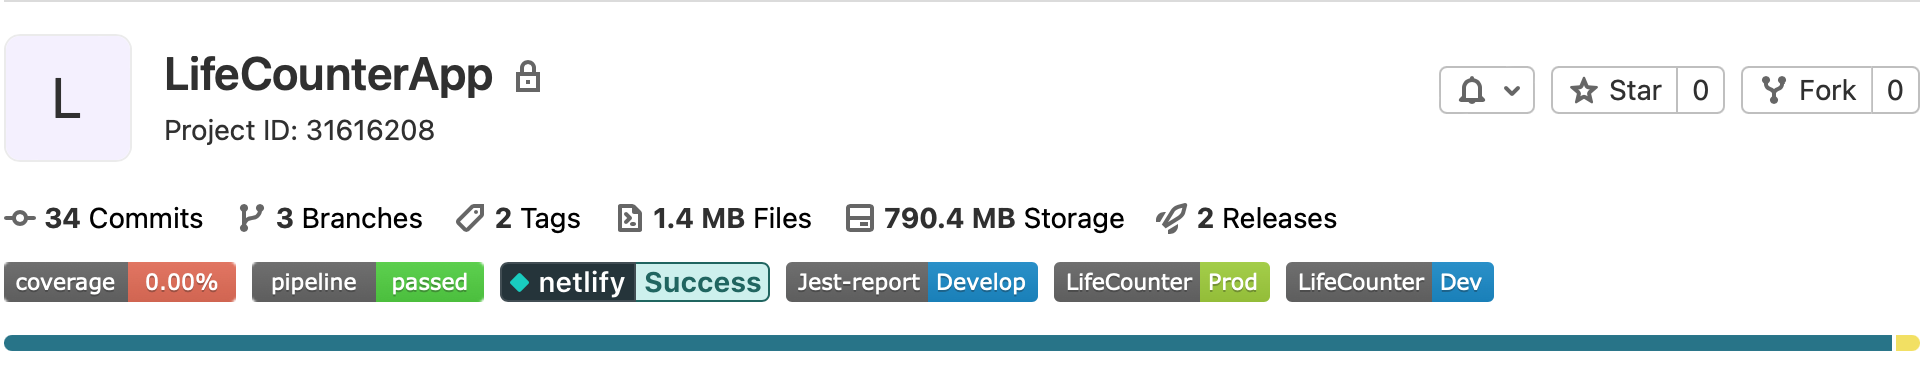 L
LifeCounterApp
Project ID: 31616208
Star 0 Fork 0
34 Commits 3 Branches 2 Tags 1.4 MB Files 790.4 MB Storage 2 Releases
coverage 0.00% pipeline passed netlify Success Jest-report Develop LifeCounter Prod LifeCounter Dev